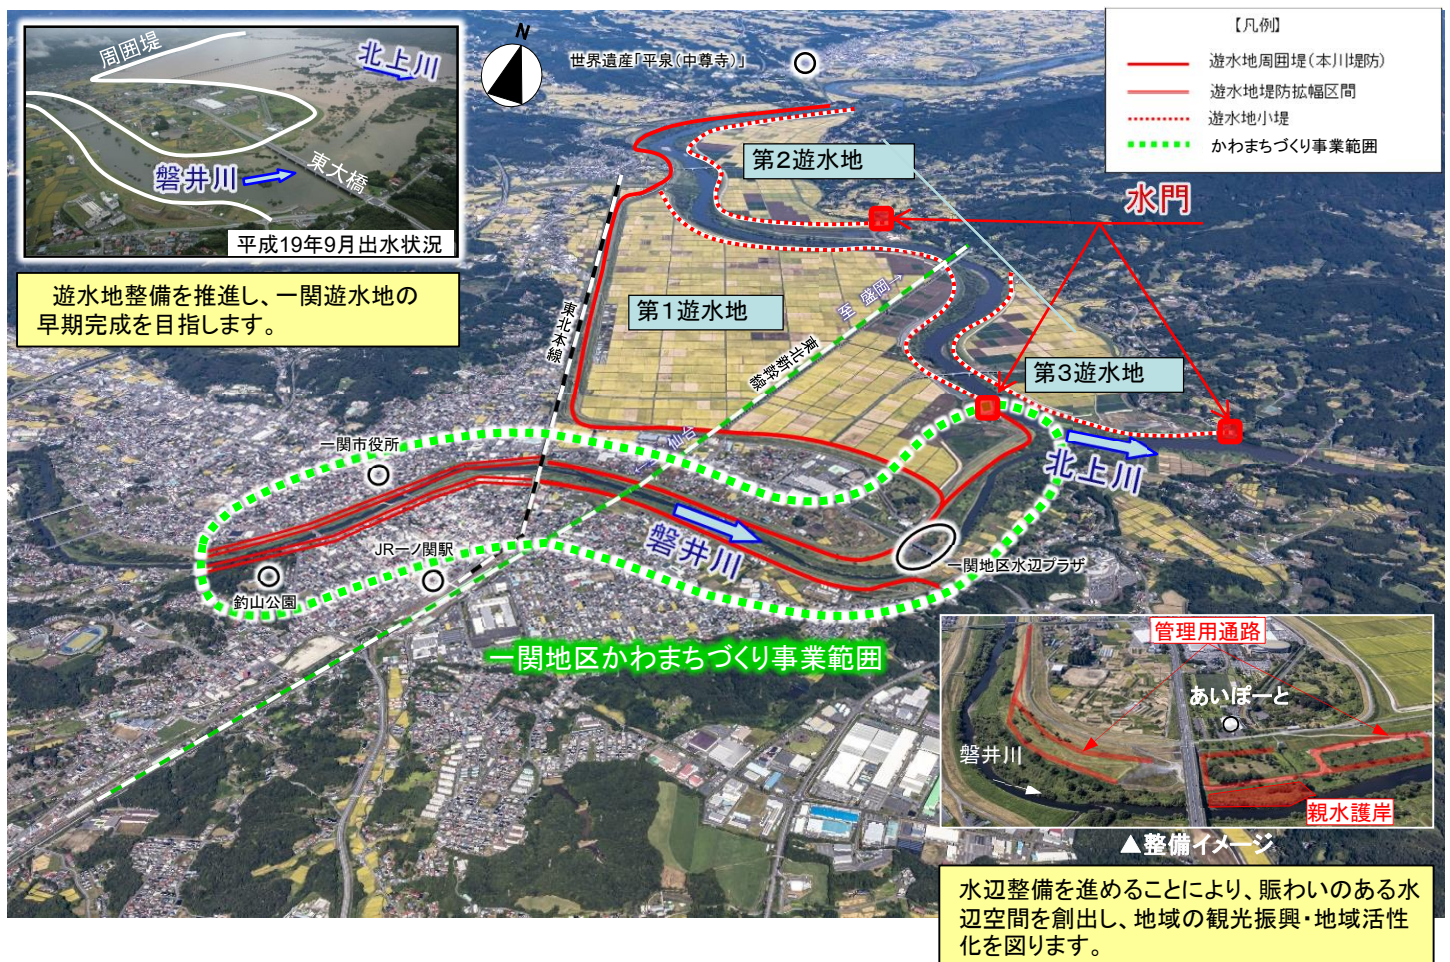 周囲堤
北上川
磐井川
東大橋
平成19年9月出水状況
遊水地整備を推進し、一関遊水地の
早期完成を目指します。
N
世界遺産「平泉(中尊寺)」
【凡例】
遊水地周囲堤(本川堤防)
遊水地堤防拡幅区間
遊水地小堤
かわまちづくり事業範囲
第2遊水地
水門
第1遊水地
東北本線
至 盛岡→
東北新幹線
第3遊水地
仙台
一関市役所
北上川
磐井川
JR一ノ関駅
釣山公園
一関地区水辺プラザ
一関地区かわまちづくり事業範囲
管理用通路
あいぽーと
磐井川
親水護岸
▲整備イメージ
水辺整備を進めることにより、賑わいのある水
辺空間を創出し、地域の観光振興・地域活性
化を図ります。